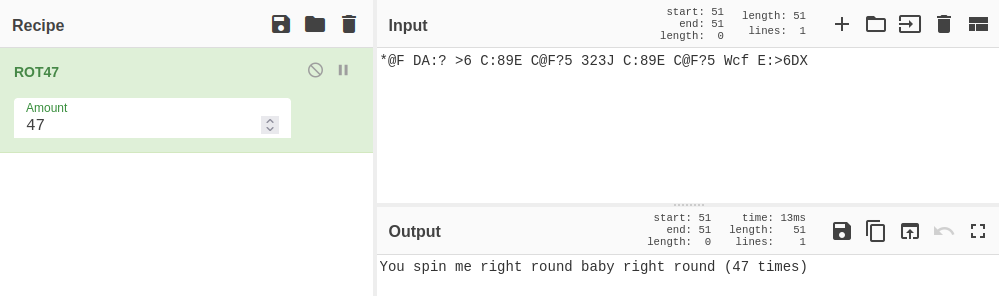 Recipe
ROT47
Amount
47
Input
start: 51
end: 51
length: 0
length: 51
lines: 1
*@F DA:? >6 C:89E C@F?5 323J C:89E C@F?5 Wcf E:>6DX
Output
start: 51
end: 51
length: 0
time: 13ms
length: 51
lines: 1
You spin me right round baby right round (47 times)